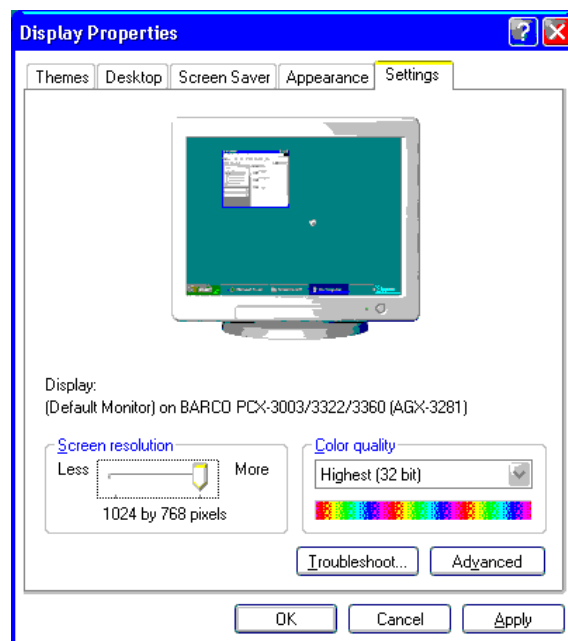 Display Properties
Themes Desktop Screen Saver Appearance Settings
Display:
(Default Monitor) on BARCO PCX-3003/3322/3360 (AGX-3281)
Screen resolution
Less More
1024 by 768 pixels
Color quality
Highest (32 bit)
Troubleshoot... Advanced
OK Cancel Apply